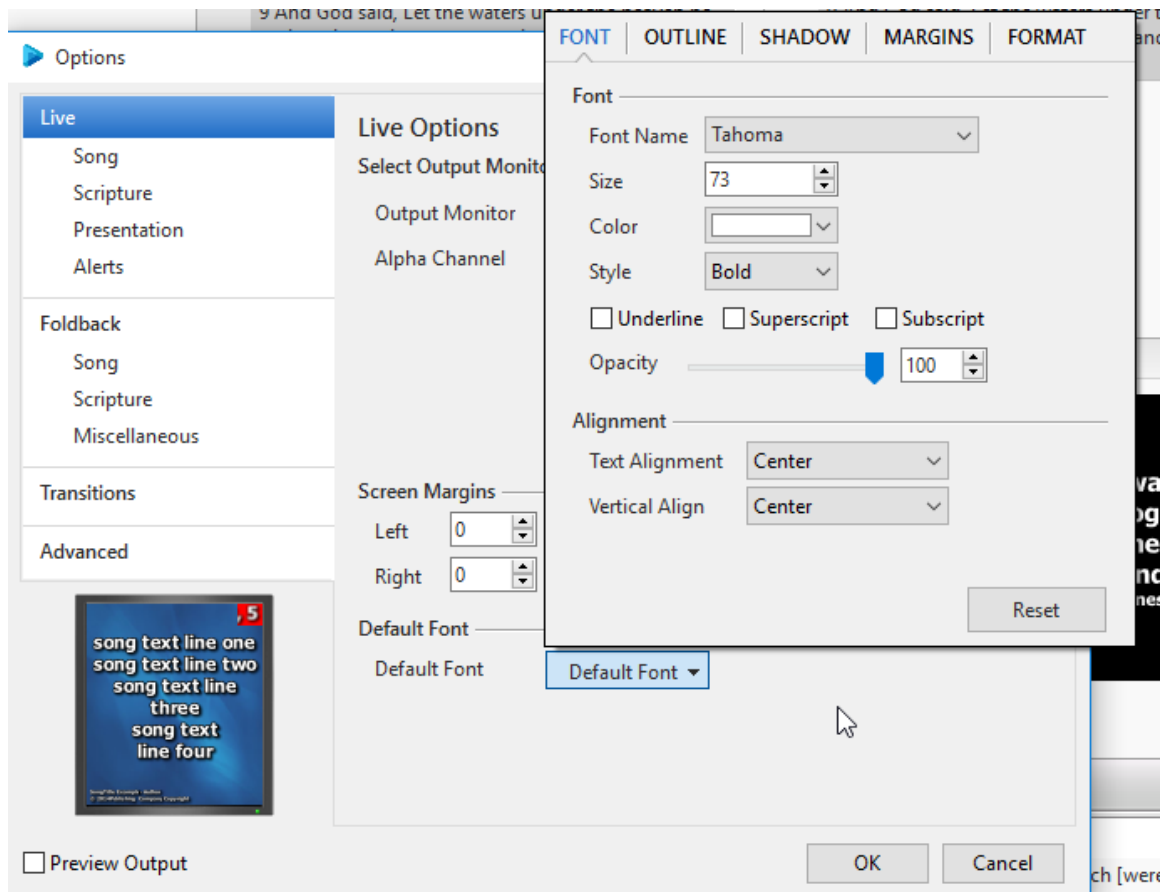 9 And God said, Let the waters under the heaven be
Options
Live
Song
Scripture
Presentation
Alerts
Foldback
Song
Scripture
Miscellaneous
Transitions
Advanced
, 5
song text line one
song text line two
song text line
three
song text
line four
Preview Output
Live Options
Select Output Monito
Output Monitor
Alpha Channel
Screen Margins
Left 0
Right 0
Default Font
Default Font Default Font
FONT OUTLINE SHADOW MARGINS FORMAT
Font
Font Name Tahoma
Size 73
Color
Style Bold
Underline Superscript Subscript
Opacity 100
Alignment
Text Alignment Center
Vertical Align Center
Reset
OK Cancel
ch [were